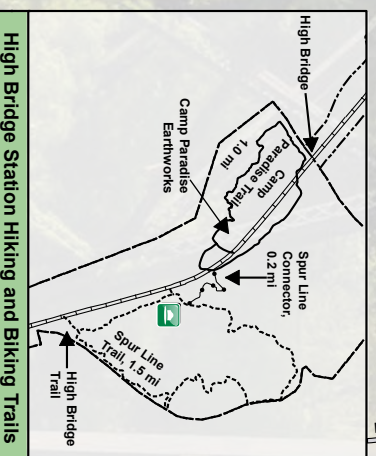 High Bridge Station Hiking and Biking Trails
High Bridge
Camp
Paradise Trail,
1.0 mi
Camp Paradise
Earthworks
Spur Line
Connector,
0.2 mi
Spur Line
Trail, 1.5 mi
High Bridge
Trail